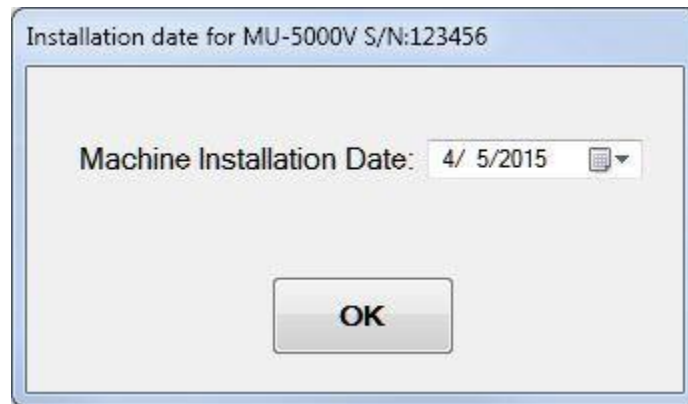 Installation date for MU-5000V S/N:123456
Machine Installation Date: 4/ 5/2015
OK